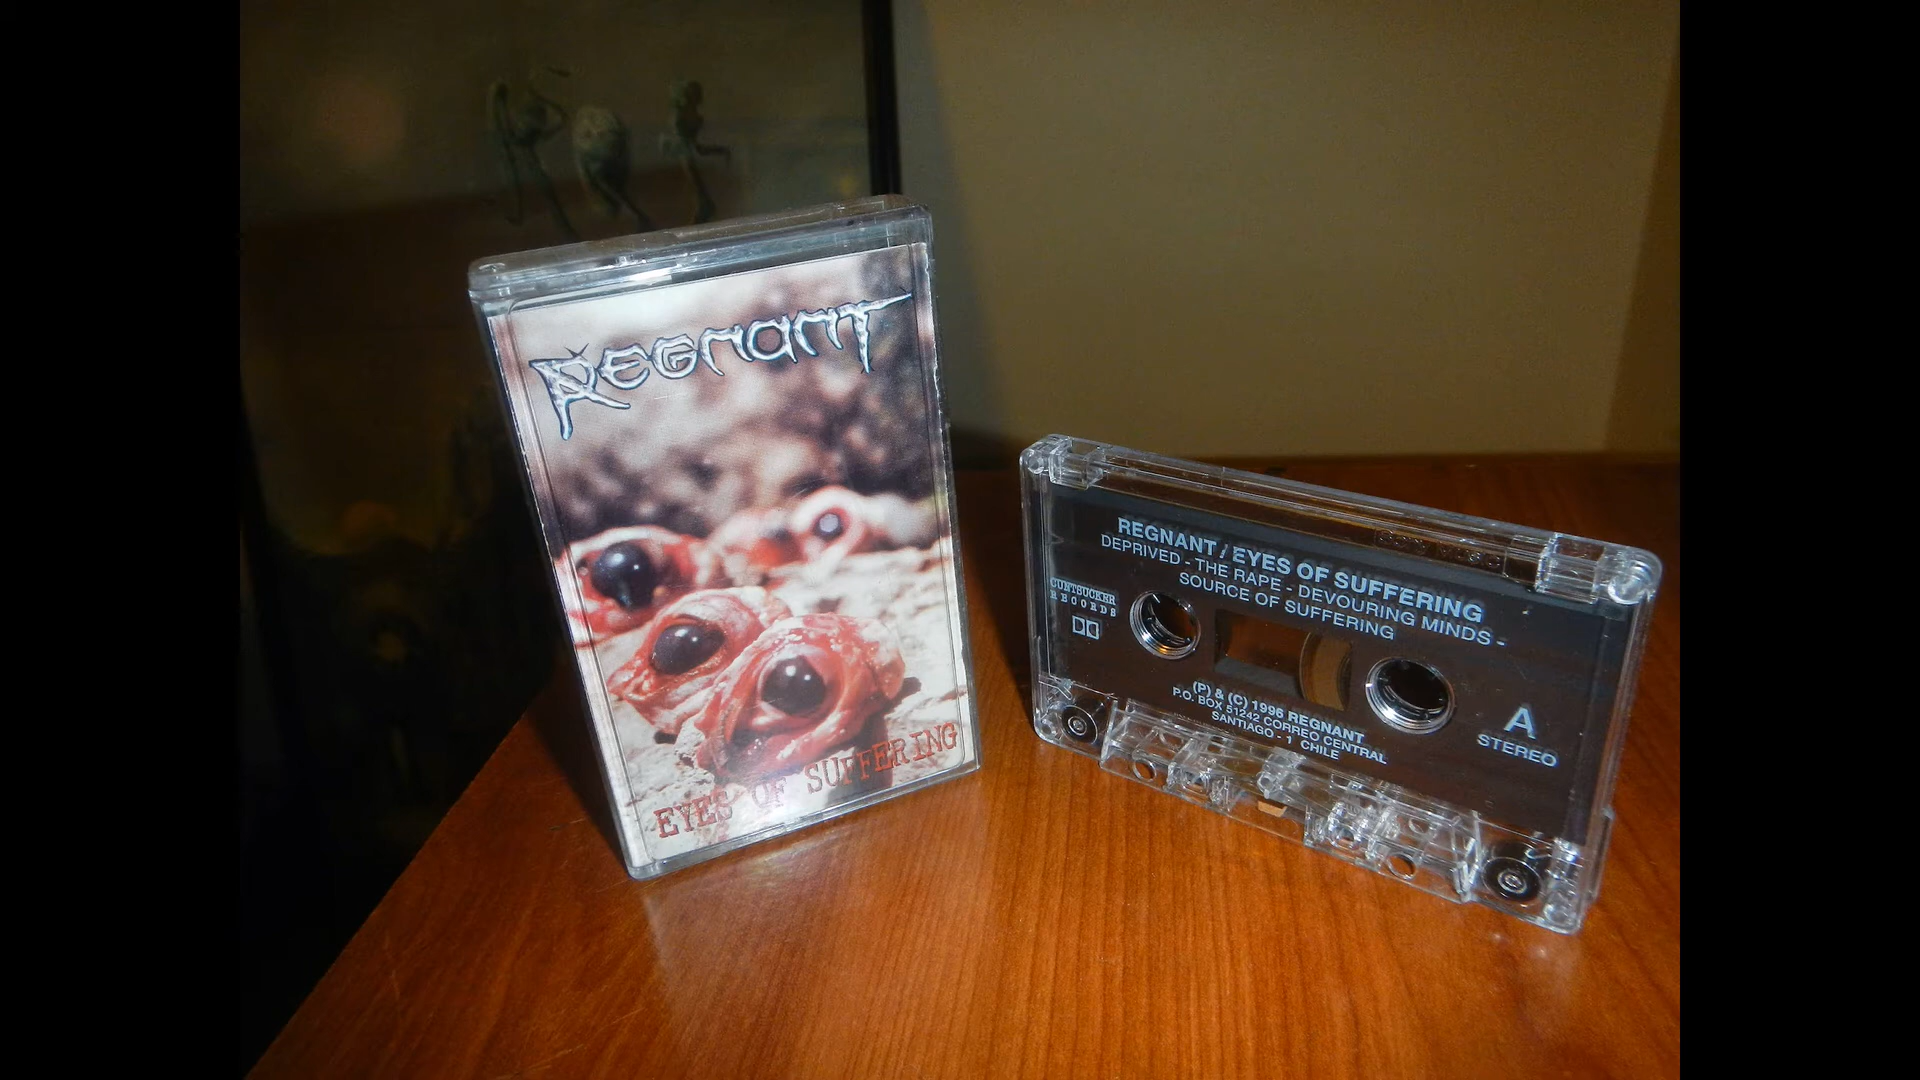 REGNANT
EYES OF SUFFERING
REGNANT / EYES OF SUFFERING
DEPRIVED - THE RAPE - DEVOURING MINDS -
SOURCE OF SUFFERING
CUNTSUCKER
RECORDS
A
STEREO
(P) & (C) 1996 REGNANT
P.O. BOX 51242 CORREO CENTRAL
SANTIAGO - 1 CHILE